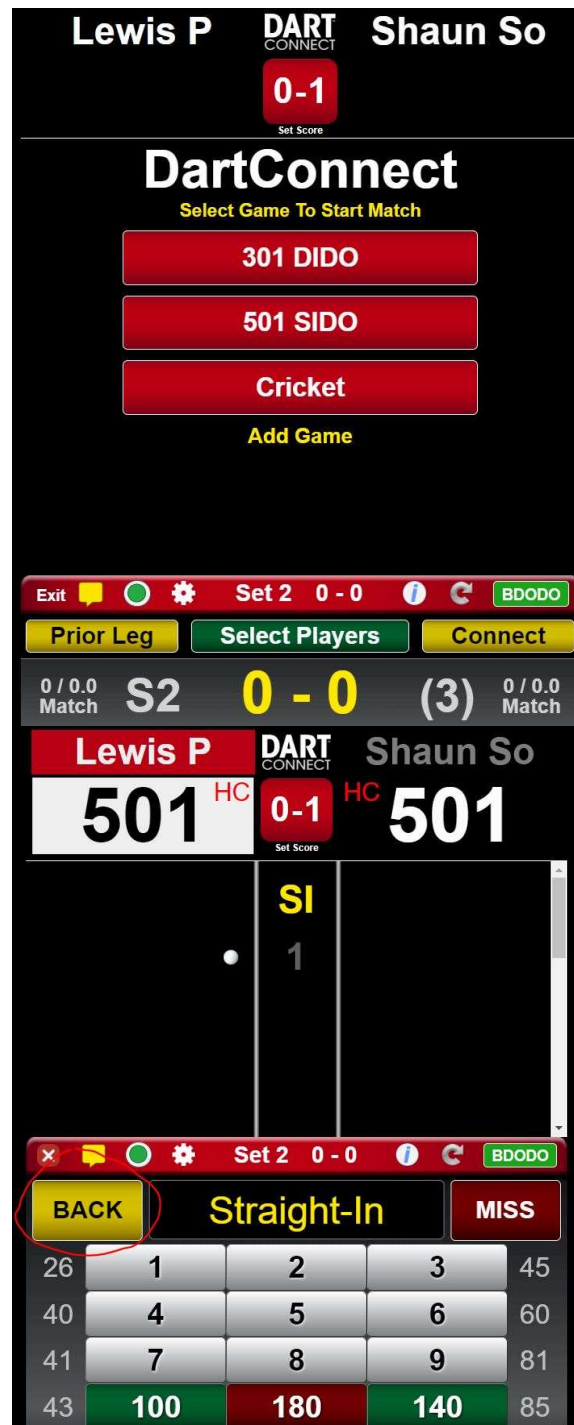 Lewis P DART CONNECT Shaun So
0-1
Set Score
DartConnect
Select Game To Start Match
301 DIDO
501 SIDO
Cricket
Add Game
Exit Set 2 0 - 0 i BDODO
Prior Leg Select Players Connect
0 / 0.0 Match S2 0 - 0 (3) 0 / 0.0 Match
Lewis P DART CONNECT Shaun So
501 HC 0-1 HC 501
Set Score
SI
1
Set 2 0 - 0 i BDODO
BACK Straight-In MISS
26 1 2 3 45
40 4 5 6 60
41 7 8 9 81
43 100 180 140 85